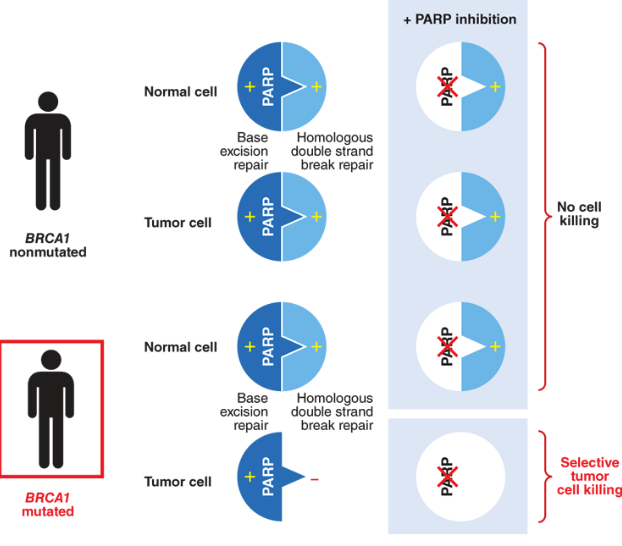 + PARP inhibition
Normal cell
+ PARP +
PARP +
Base
excision
repair
Homologous
double strand
break repair
BRCA1
nonmutated
Tumor cell
+ PARP +
PARP +
No cell
killing
Normal cell
+ PARP +
PARP +
Base
excision
repair
Homologous
double strand
break repair
BRCA1
mutated
Tumor cell
+ PARP –
PARP
Selective
tumor
cell killing